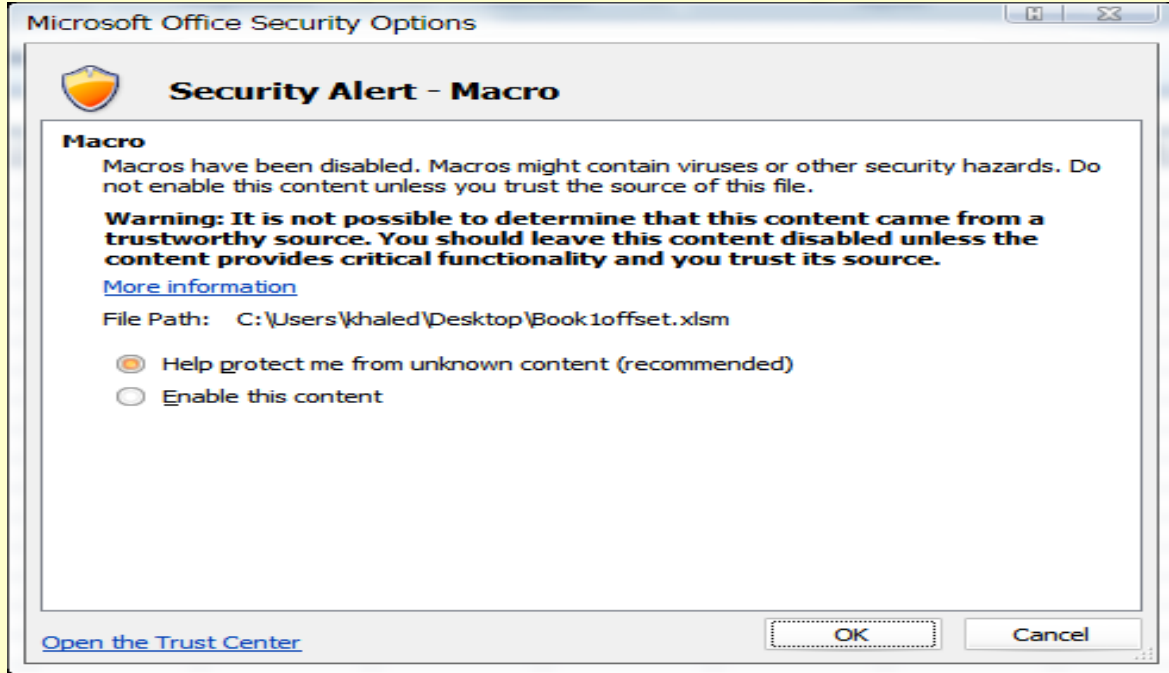 Microsoft Office Security Options
Security Alert - Macro
Macro
Macros have been disabled. Macros might contain viruses or other security hazards. Do
not enable this content unless you trust the source of this file.
Warning: It is not possible to determine that this content came from a
trustworthy source. You should leave this content disabled unless the
content provides critical functionality and you trust its source.
More information
File Path: C:\Users\khaled\Desktop\Book1offset.xlsm
Help protect me from unknown content (recommended)
Enable this content
Open the Trust Center
OK
Cancel